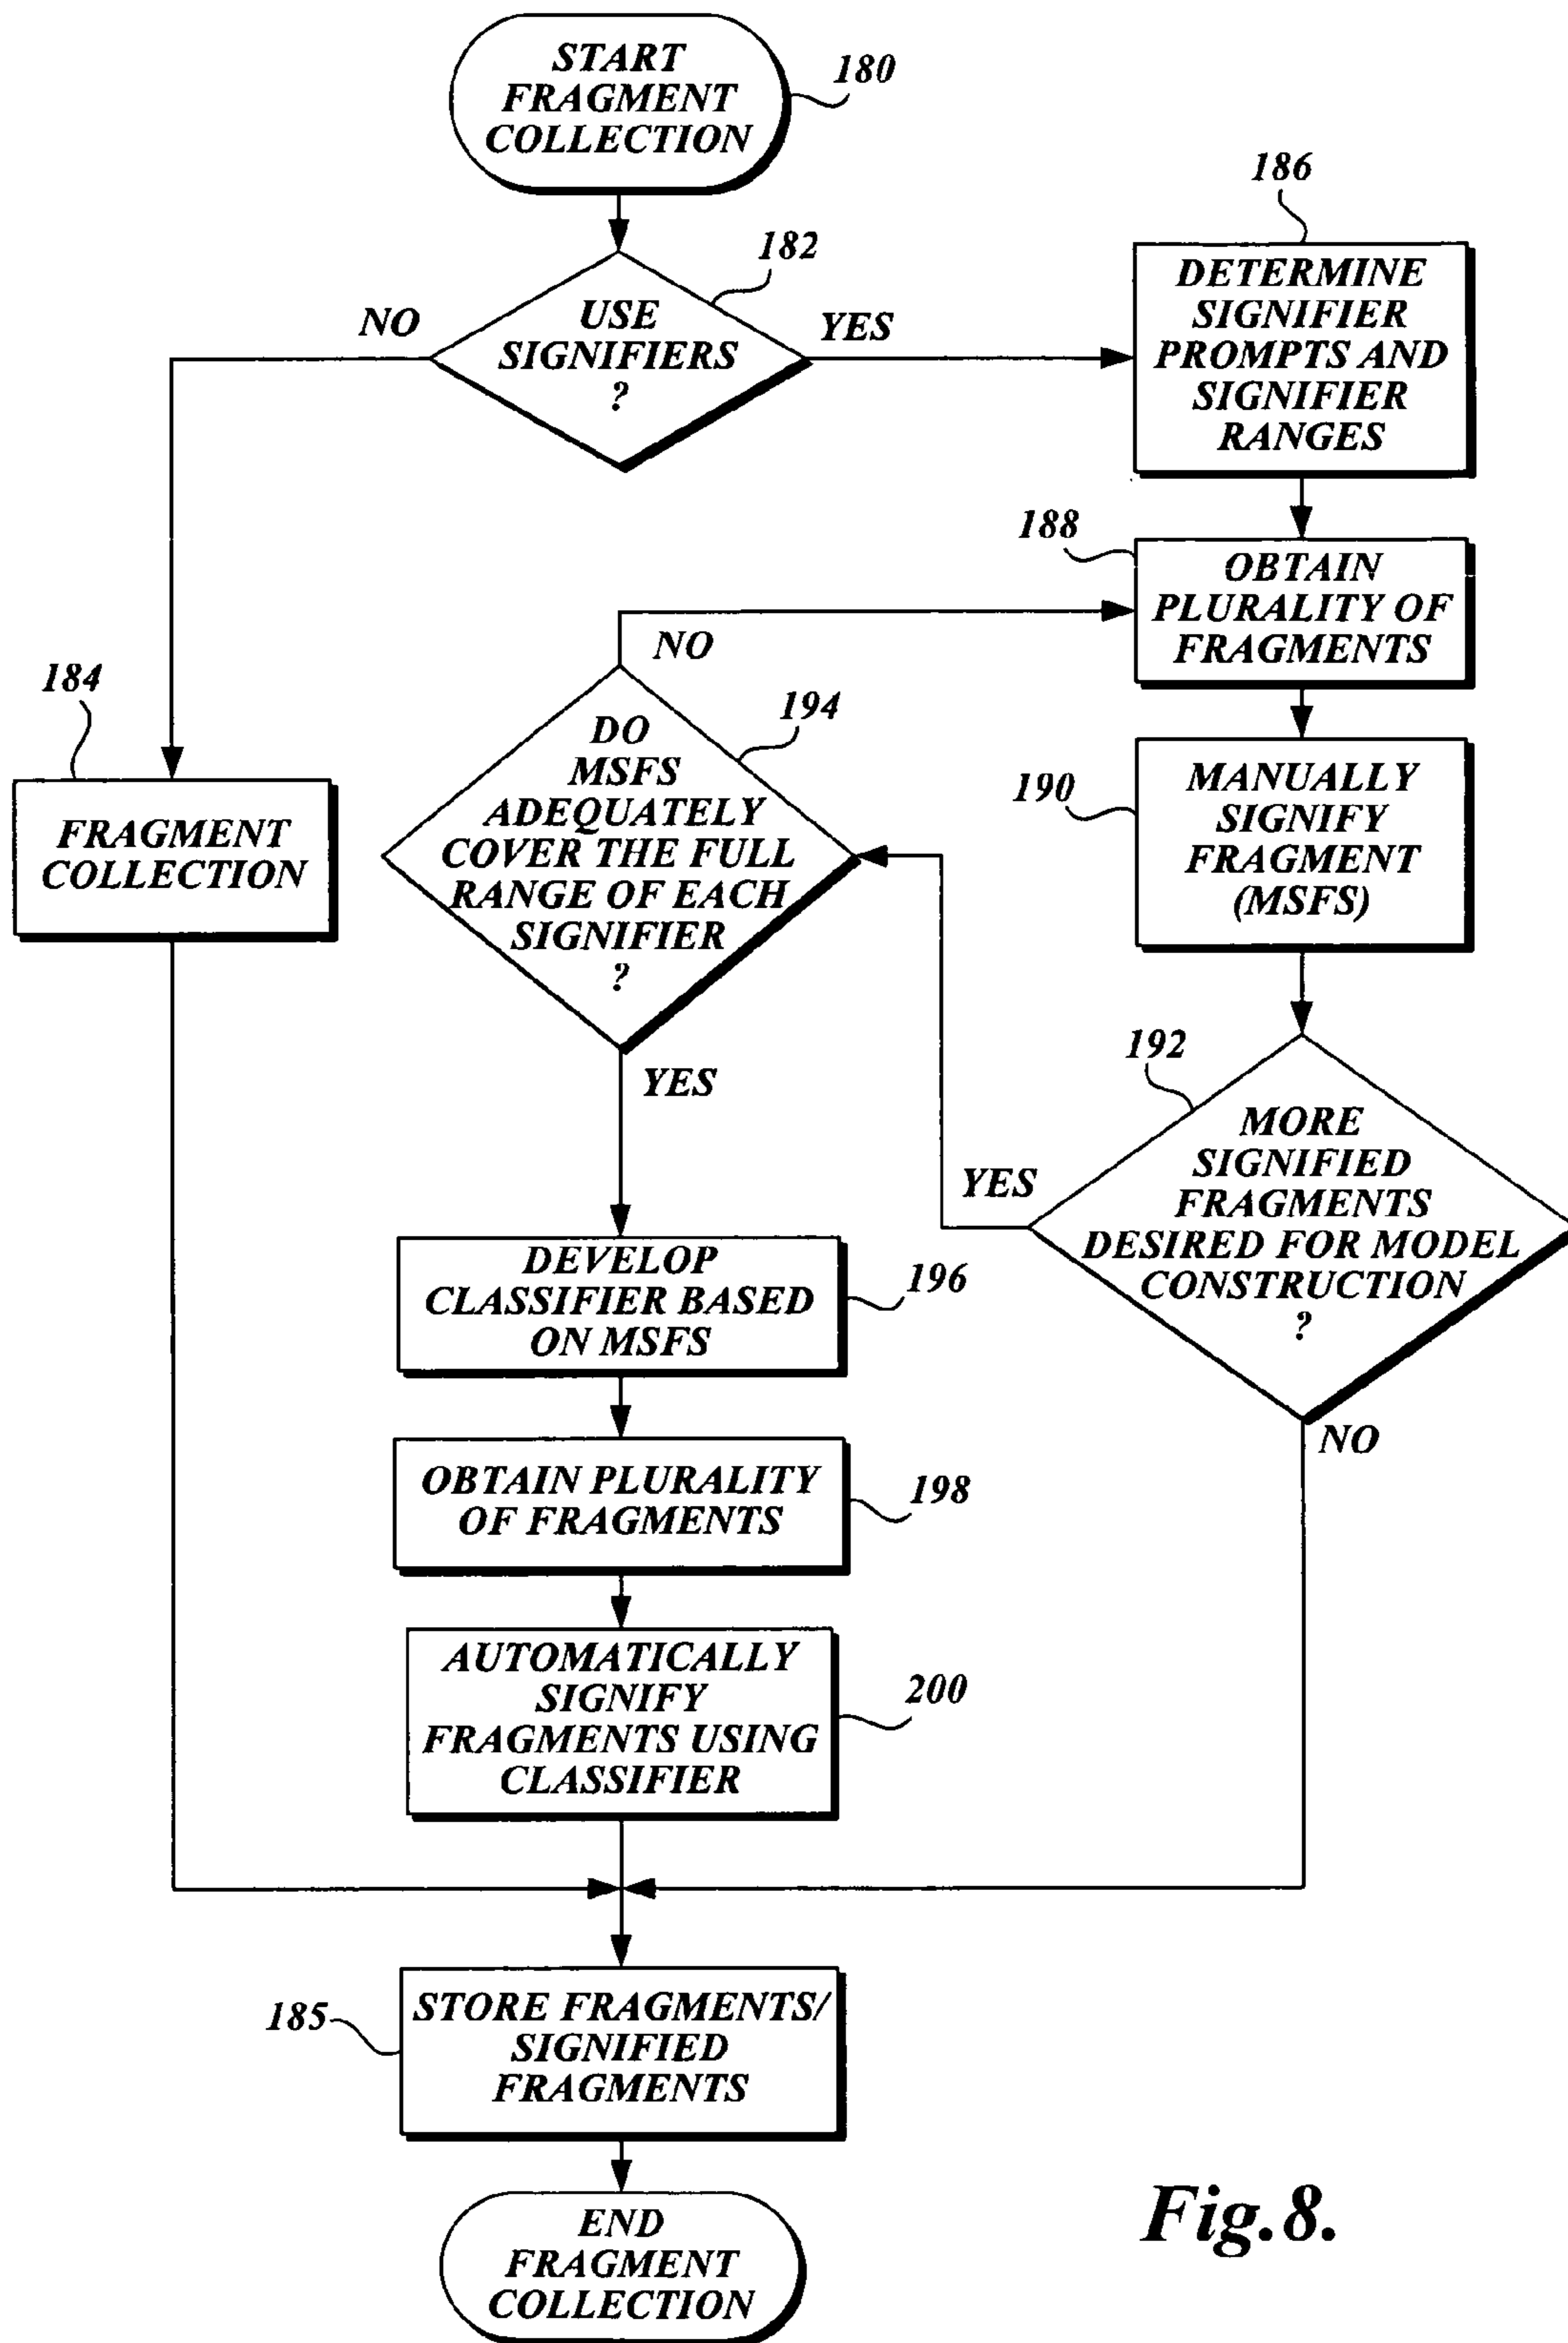 START
FRAGMENT
COLLECTION
180
182
USE
SIGNIFIERS
?
NO
YES
186
DETERMINE
SIGNIFIER
PROMPTS AND
SIGNIFIER
RANGES
188
OBTAIN
PLURALITY OF
FRAGMENTS
NO
184
FRAGMENT
COLLECTION
194
DO
MSFS
ADEQUATELY
COVER THE FULL
RANGE OF EACH
SIGNIFIER
?
YES
190
MANUALLY
SIGNIFY
FRAGMENT
(MSFS)
192
MORE
SIGNIFIED
FRAGMENTS
DESIRED FOR MODEL
CONSTRUCTION
?
YES
NO
DEVELOP
CLASSIFIER BASED
ON MSFS
196
OBTAIN PLURALITY
OF FRAGMENTS
198
AUTOMATICALLY
SIGNIFY
FRAGMENTS USING
CLASSIFIER
200
185
STORE FRAGMENTS/
SIGNIFIED
FRAGMENTS
END
FRAGMENT
COLLECTION
Fig.8.